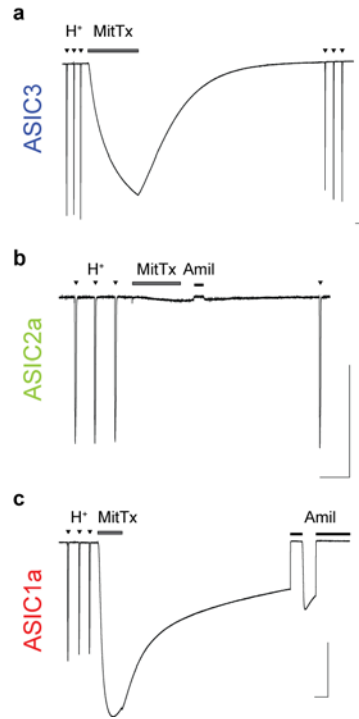 a
H⁺ MitTx
ASIC3
b
H⁺ MitTx Amil
ASIC2a
c
H⁺ MitTx Amil
ASIC1a